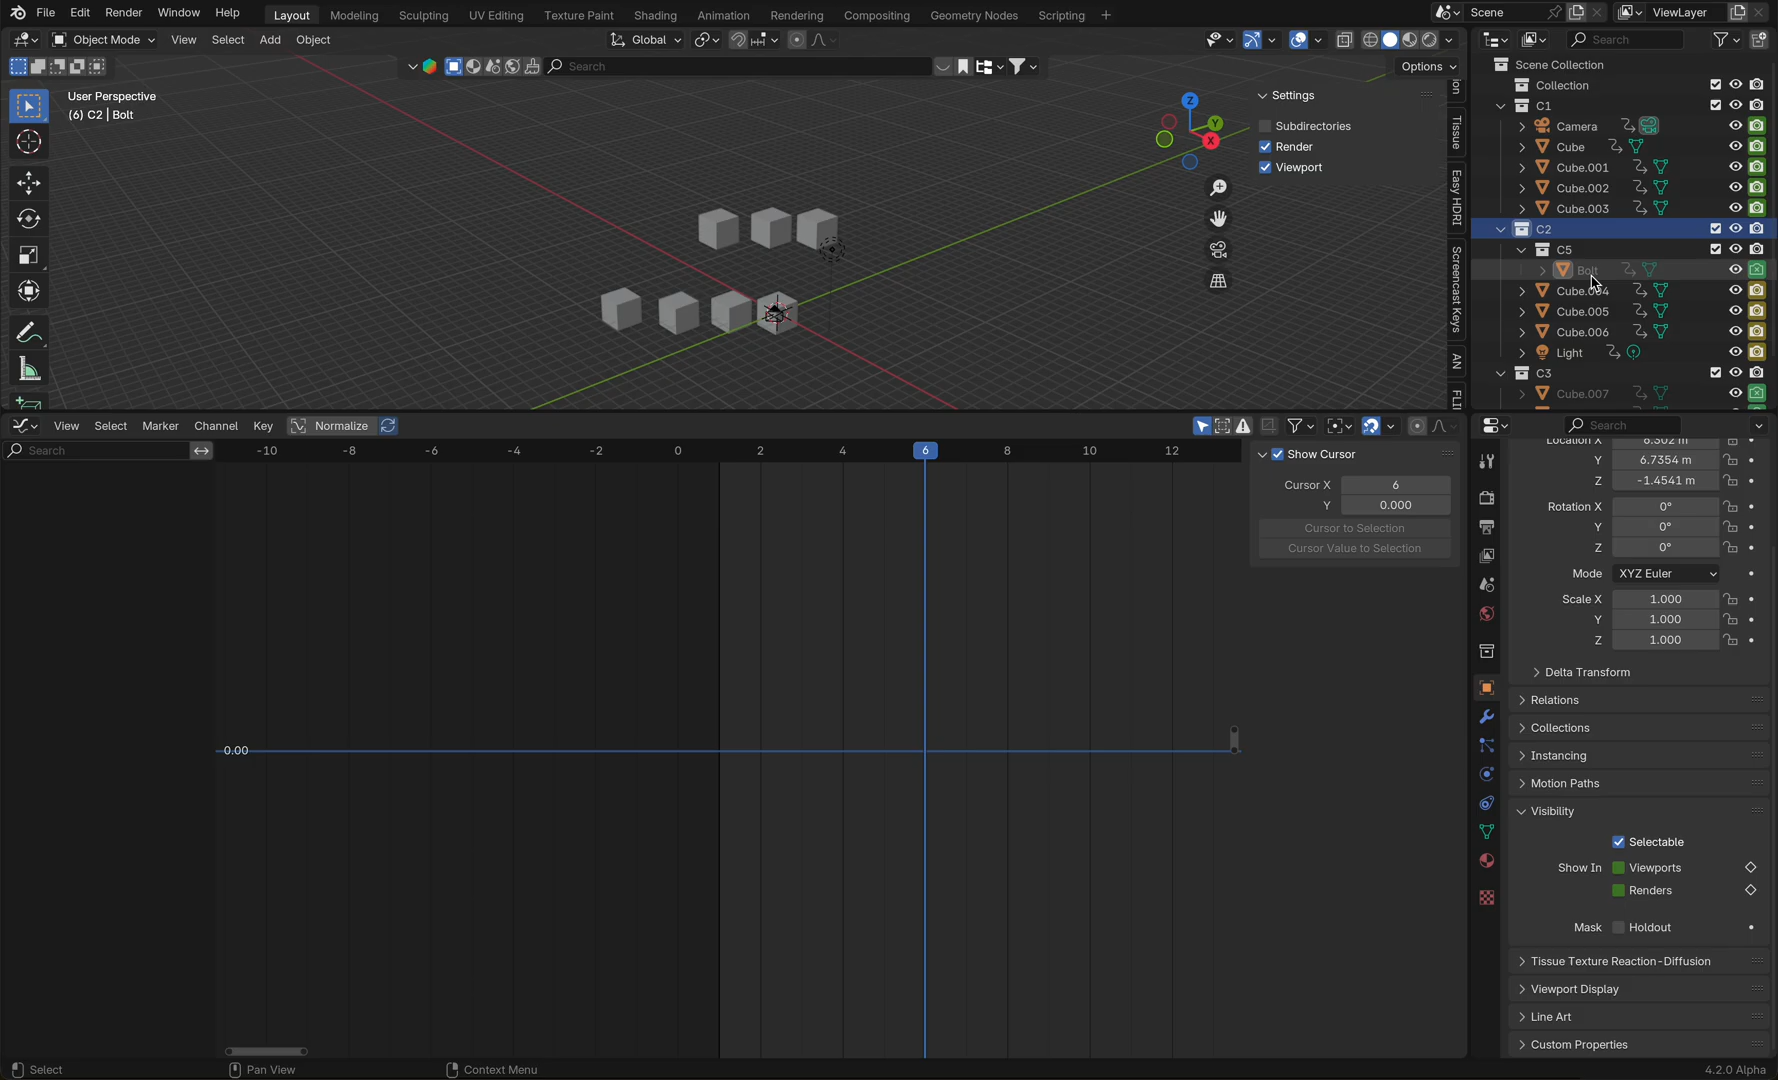 File Edit Render Window Help Layout Modeling Sculpting UV Editing Texture Paint Shading Animation Rendering Compositing Geometry Nodes Scripting + Scene ViewLayer
Object Mode View Select Add Object Global Search
Search Options
User Perspective
(6) C2 | Bolt
Z
Y
X
Settings
Subdirectories
Render
Viewport
Tissue
Easy HDRI
Screencast Keys
AN
Scene Collection
Collection
C1
Camera
Cube
Cube.001
Cube.002
Cube.003
C2
C5
Bolt
Cube.004
Cube.005
Cube.006
Light
C3
Cube.007
View Select Marker Channel Key Normalize
Search
-10 -8 -6 -4 -2 0 2 4 6 8 10 12
0.00
Show Cursor
Cursor X 6
Y 0.000
Cursor to Selection
Cursor Value to Selection
Search
Location X 6.302 m
Y 6.7354 m
Z -1.4541 m
Rotation X 0°
Y 0°
Z 0°
Mode XYZ Euler
Scale X 1.000
Y 1.000
Z 1.000
Delta Transform
Relations
Collections
Instancing
Motion Paths
Visibility
Selectable
Show In Viewports
Renders
Mask Holdout
Tissue Texture Reaction-Diffusion
Viewport Display
Line Art
Custom Properties
Select Pan View Context Menu 4.2.0 Alpha